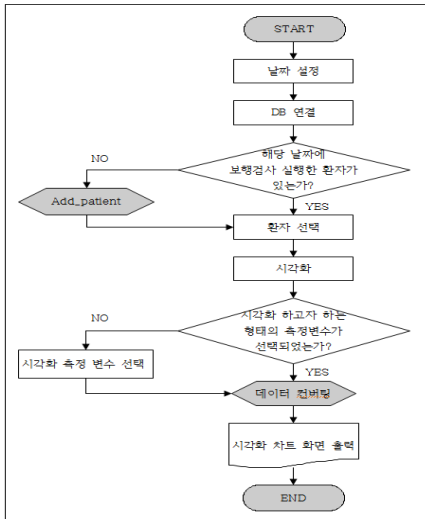 START
날짜 설정
DB 연결
해당 날짜에
보행검사 실행한 환자가
있는가?
NO
YES
Add_patient
환자 선택
시각화
시각화 하고자 하는
형태의 측정변수가
선택되었는가?
NO
YES
시각화 측정 변수 선택
데이터 컨버팅
시각화 차트 화면 출력
END